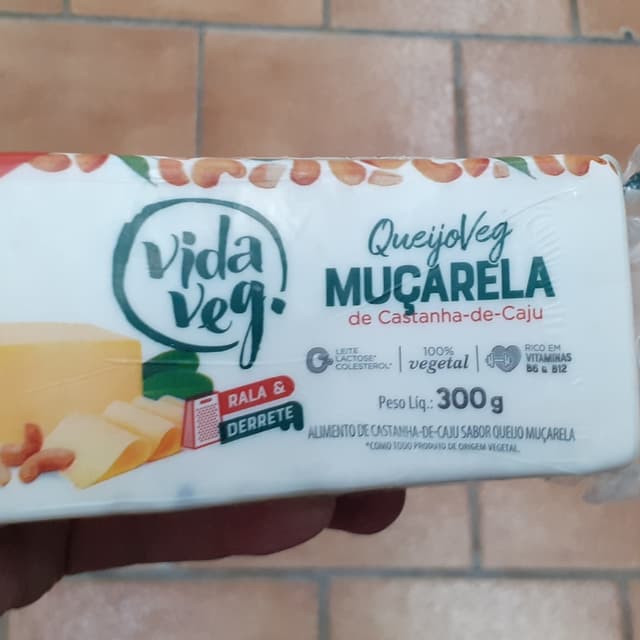 vida
veg.
QueijoVeg
MUÇARELA
de Castanha-de-Caju
LEITE
LACTOSE*
COLESTEROL*
100%
vegetal
RICO EM
VITAMINAS
B6 & B12
RALA &
DERRETE
Peso Líq.: 300g
ALIMENTO DE CASTANHA-DE-CAJU SABOR QUEIJO MUÇARELA
*COMO TODO PRODUTO DE ORIGEM VEGETAL.